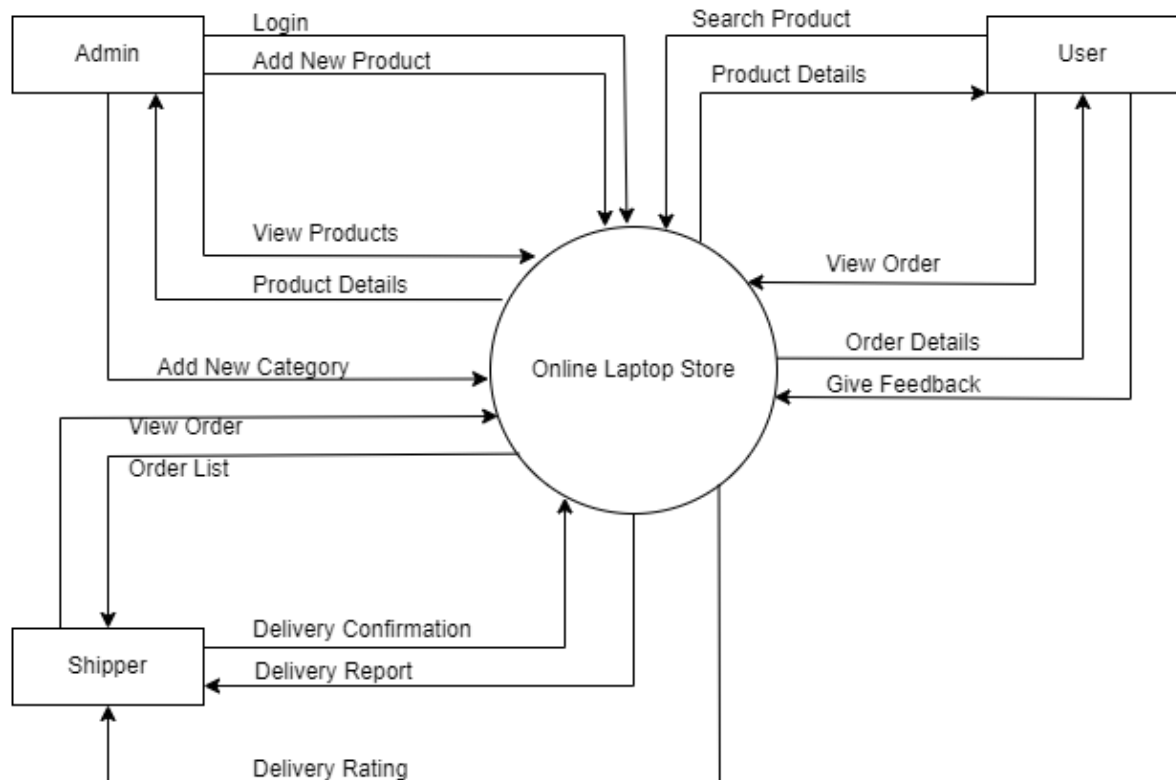 Login
Search Product
Admin
User
Add New Product
Product Details
View Products
View Order
Product Details
Order Details
Add New Category
Online Laptop Store
Give Feedback
View Order
Order List
Delivery Confirmation
Shipper
Delivery Report
Delivery Rating